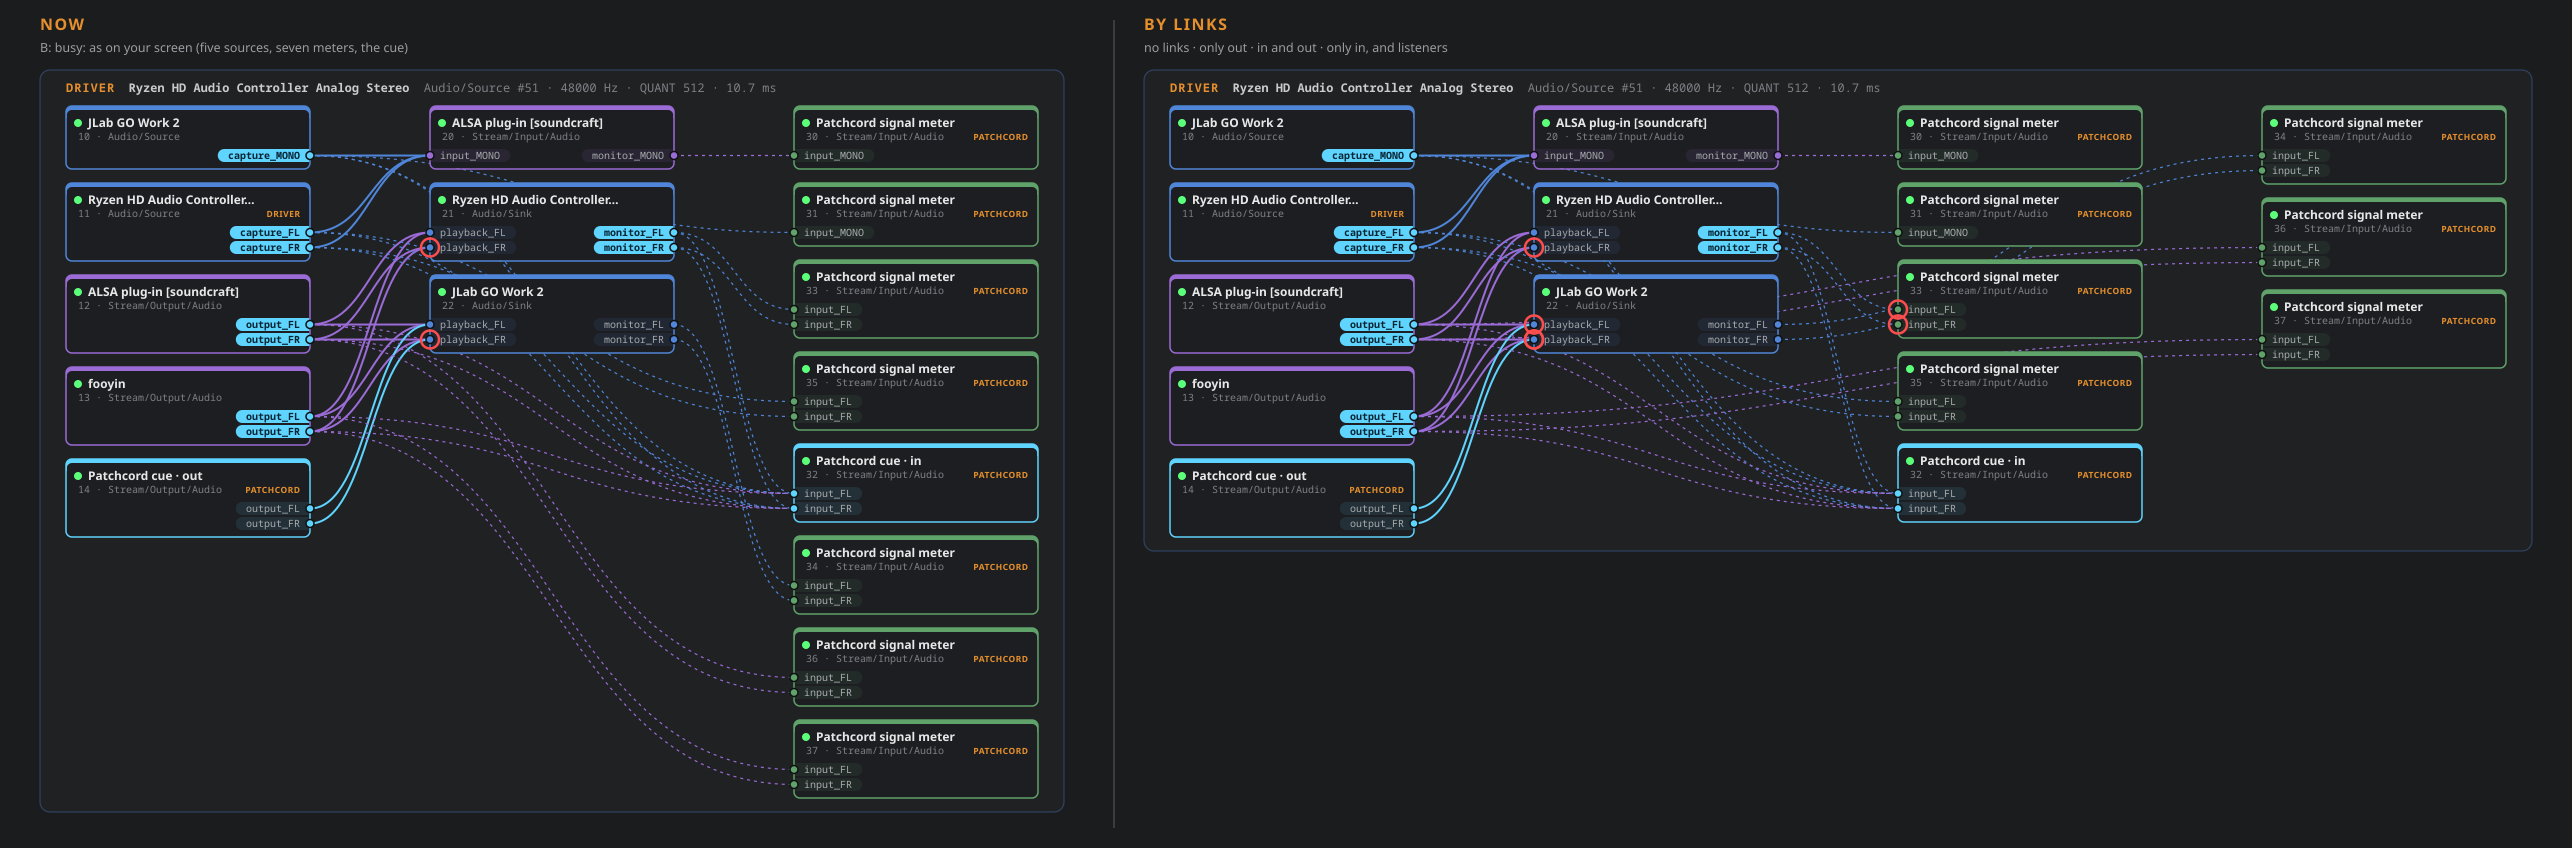 NOW
B: busy: as on your screen (five sources, seven meters, the cue)
DRIVER Ryzen HD Audio Controller Analog Stereo Audio/Source #51 · 48000 Hz · QUANT 512 · 10.7 ms
JLab GO Work 2
10 · Audio/Source
capture_MONO
Ryzen HD Audio Controller...
11 · Audio/Source DRIVER
capture_FL
capture_FR
ALSA plug-in [soundcraft]
12 · Stream/Output/Audio
output_FL
output_FR
fooyin
13 · Stream/Output/Audio
output_FL
output_FR
Patchcord cue · out
14 · Stream/Output/Audio PATCHCORD
output_FL
output_FR
ALSA plug-in [soundcraft]
20 · Stream/Input/Audio
input_MONO monitor_MONO
Ryzen HD Audio Controller...
21 · Audio/Sink
playback_FL monitor_FL
playback_FR monitor_FR
JLab GO Work 2
22 · Audio/Sink
playback_FL monitor_FL
playback_FR monitor_FR
Patchcord signal meter
30 · Stream/Input/Audio PATCHCORD
input_MONO
Patchcord signal meter
31 · Stream/Input/Audio PATCHCORD
input_MONO
Patchcord signal meter
33 · Stream/Input/Audio PATCHCORD
input_FL
input_FR
Patchcord signal meter
35 · Stream/Input/Audio PATCHCORD
input_FL
input_FR
Patchcord cue · in
32 · Stream/Input/Audio PATCHCORD
input_FL
input_FR
Patchcord signal meter
34 · Stream/Input/Audio PATCHCORD
input_FL
input_FR
Patchcord signal meter
36 · Stream/Input/Audio PATCHCORD
input_FL
input_FR
Patchcord signal meter
37 · Stream/Input/Audio PATCHCORD
input_FL
input_FR
BY LINKS
no links · only out · in and out · only in, and listeners
DRIVER Ryzen HD Audio Controller Analog Stereo Audio/Source #51 · 48000 Hz · QUANT 512 · 10.7 ms
JLab GO Work 2
10 · Audio/Source
capture_MONO
Ryzen HD Audio Controller...
11 · Audio/Source DRIVER
capture_FL
capture_FR
ALSA plug-in [soundcraft]
12 · Stream/Output/Audio
output_FL
output_FR
fooyin
13 · Stream/Output/Audio
output_FL
output_FR
Patchcord cue · out
14 · Stream/Output/Audio PATCHCORD
output_FL
output_FR
ALSA plug-in [soundcraft]
20 · Stream/Input/Audio
input_MONO monitor_MONO
Ryzen HD Audio Controller...
21 · Audio/Sink
playback_FL monitor_FL
playback_FR monitor_FR
JLab GO Work 2
22 · Audio/Sink
playback_FL monitor_FL
playback_FR monitor_FR
Patchcord signal meter
30 · Stream/Input/Audio PATCHCORD
input_MONO
Patchcord signal meter
31 · Stream/Input/Audio PATCHCORD
input_MONO
Patchcord signal meter
33 · Stream/Input/Audio PATCHCORD
input_FL
input_FR
Patchcord signal meter
35 · Stream/Input/Audio PATCHCORD
input_FL
input_FR
Patchcord cue · in
32 · Stream/Input/Audio PATCHCORD
input_FL
input_FR
Patchcord signal meter
34 · Stream/Input/Audio PATCHCORD
input_FL
input_FR
Patchcord signal meter
36 · Stream/Input/Audio PATCHCORD
input_FL
input_FR
Patchcord signal meter
37 · Stream/Input/Audio PATCHCORD
input_FL
input_FR